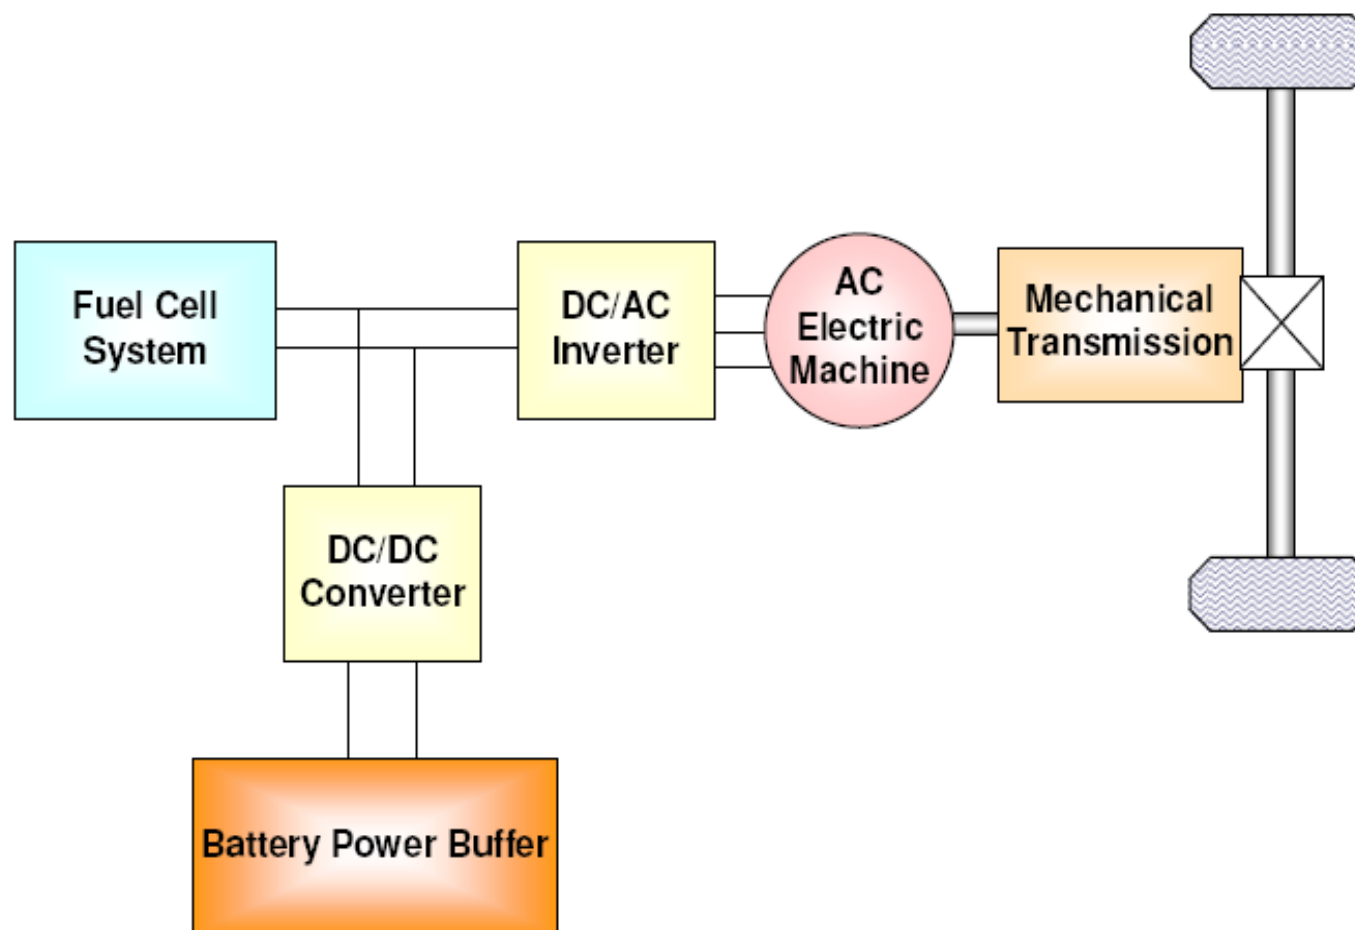 Fuel Cell
System
DC/AC
Inverter
AC
Electric
Machine
Mechanical
Transmission
DC/DC
Converter
Battery Power Buffer